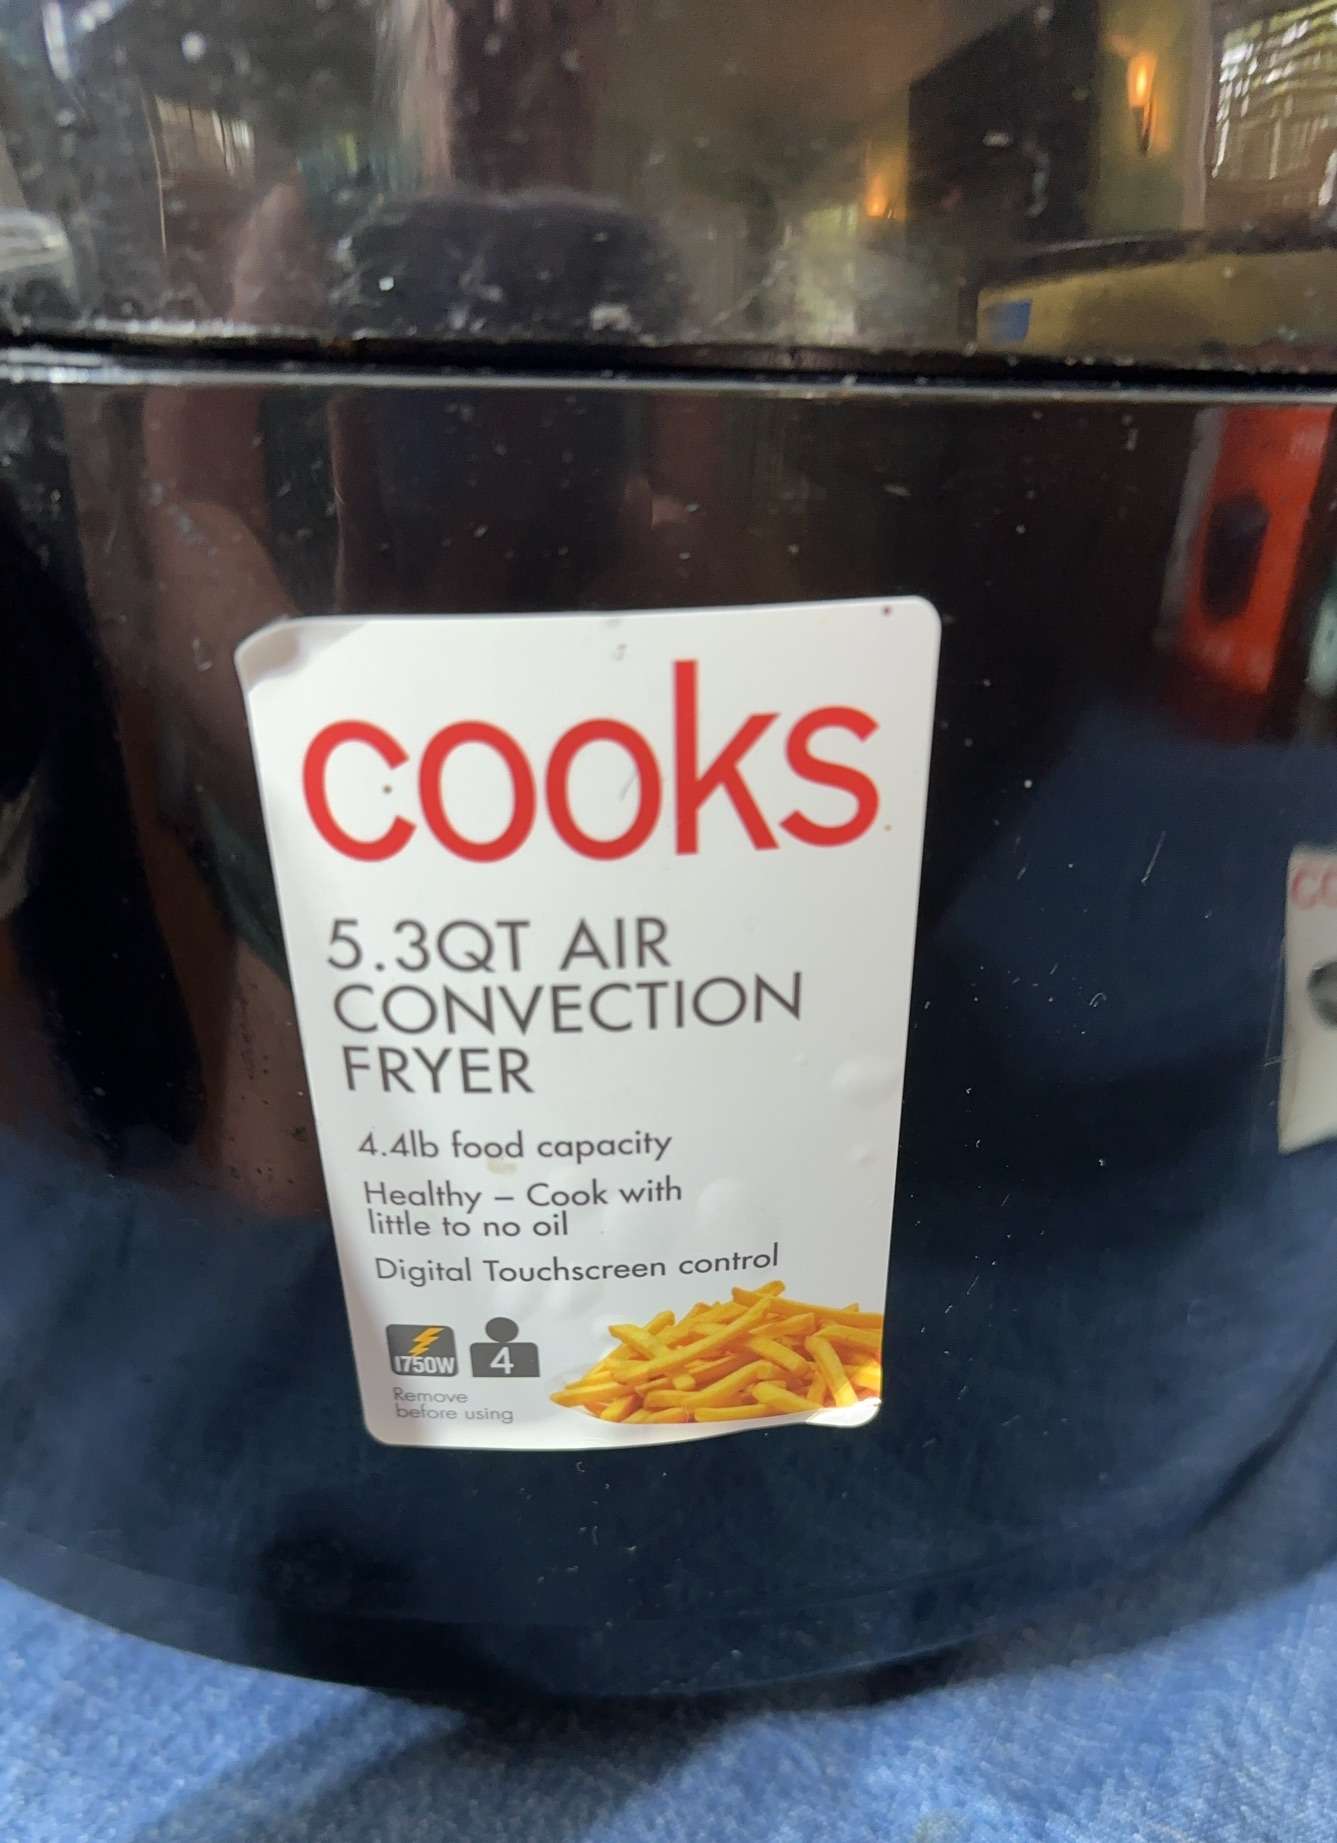 cooks
5.3QT AIR
CONVECTION
FRYER
4.4lb food capacity
Healthy – Cook with
little to no oil
Digital Touchscreen control
1750W 4
Remove
before using